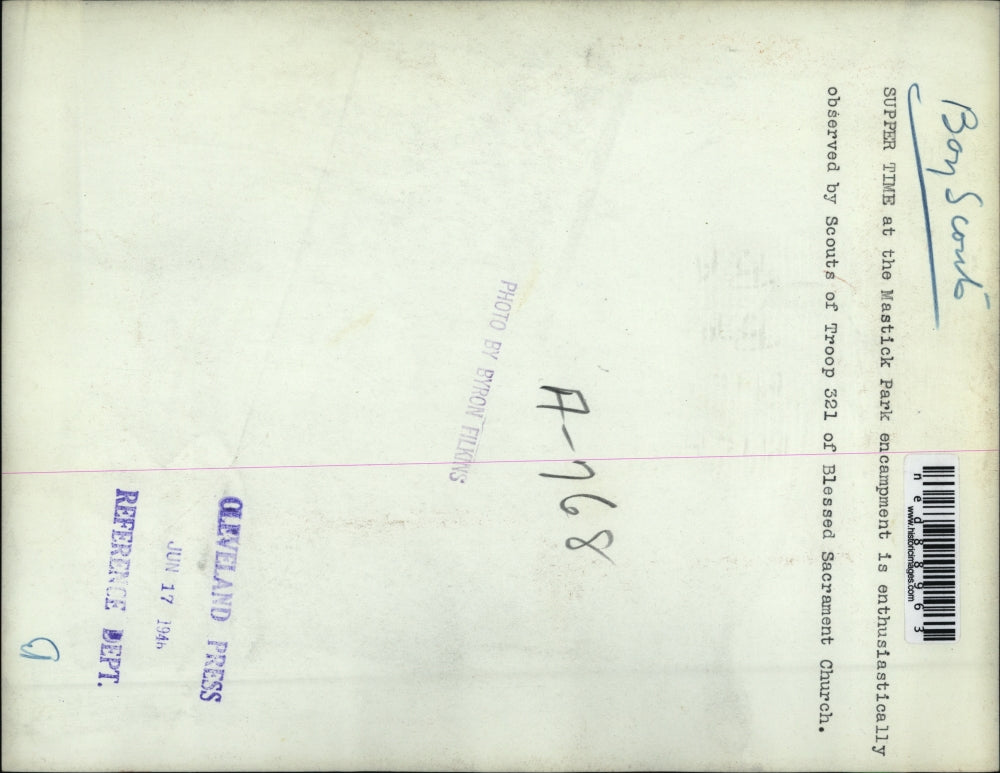 Boy Scouts
SUPPER TIME at the Mastick Park encampment is enthusiastically
observed by Scouts of Troop 321 of Blessed Sacrament Church.
ned88963
www.historicimages.com
A-768
PHOTO BY BYRON FILKINS
CLEVELAND PRESS
JUN 17 1946
REFERENCE DEPT.